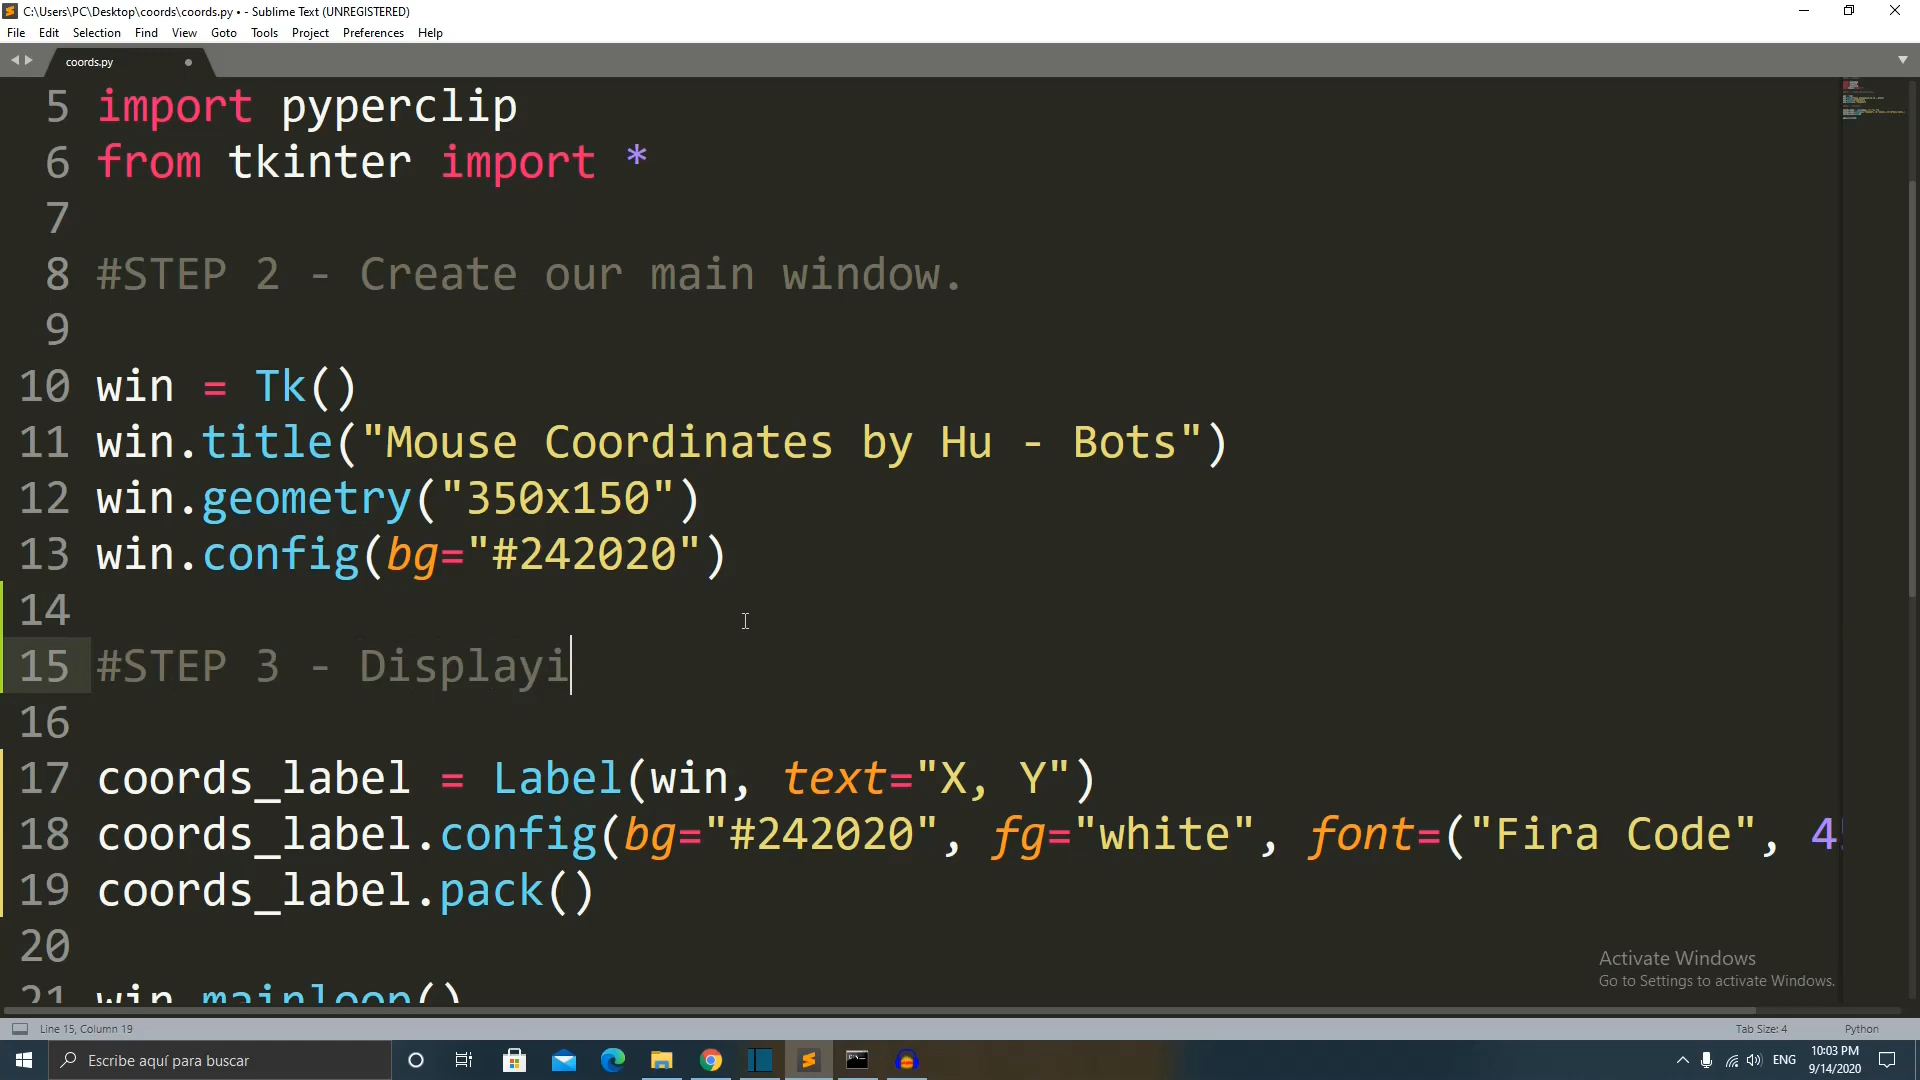 C:\Users\PC\Desktop\coords\coords.py • - Sublime Text (UNREGISTERED)
File Edit Selection Find View Goto Tools Project Preferences Help
coords.py
5 import pyperclip
6 from tkinter import *
7
8 #STEP 2 - Create our main window.
9
10 win = Tk()
11 win.title("Mouse Coordinates by Hu - Bots")
12 win.geometry("350x150")
13 win.config(bg="#242020")
14
15 #STEP 3 - Displayi
16
17 coords_label = Label(win, text="X, Y")
18 coords_label.config(bg="#242020", fg="white", font=("Fira Code", 4
19 coords_label.pack()
20
21 win.mainloop()
Activate Windows
Go to Settings to activate Windows.
Line 15, Column 19
Tab Size: 4
Python
Escribe aquí para buscar
ENG
10:03 PM
9/14/2020